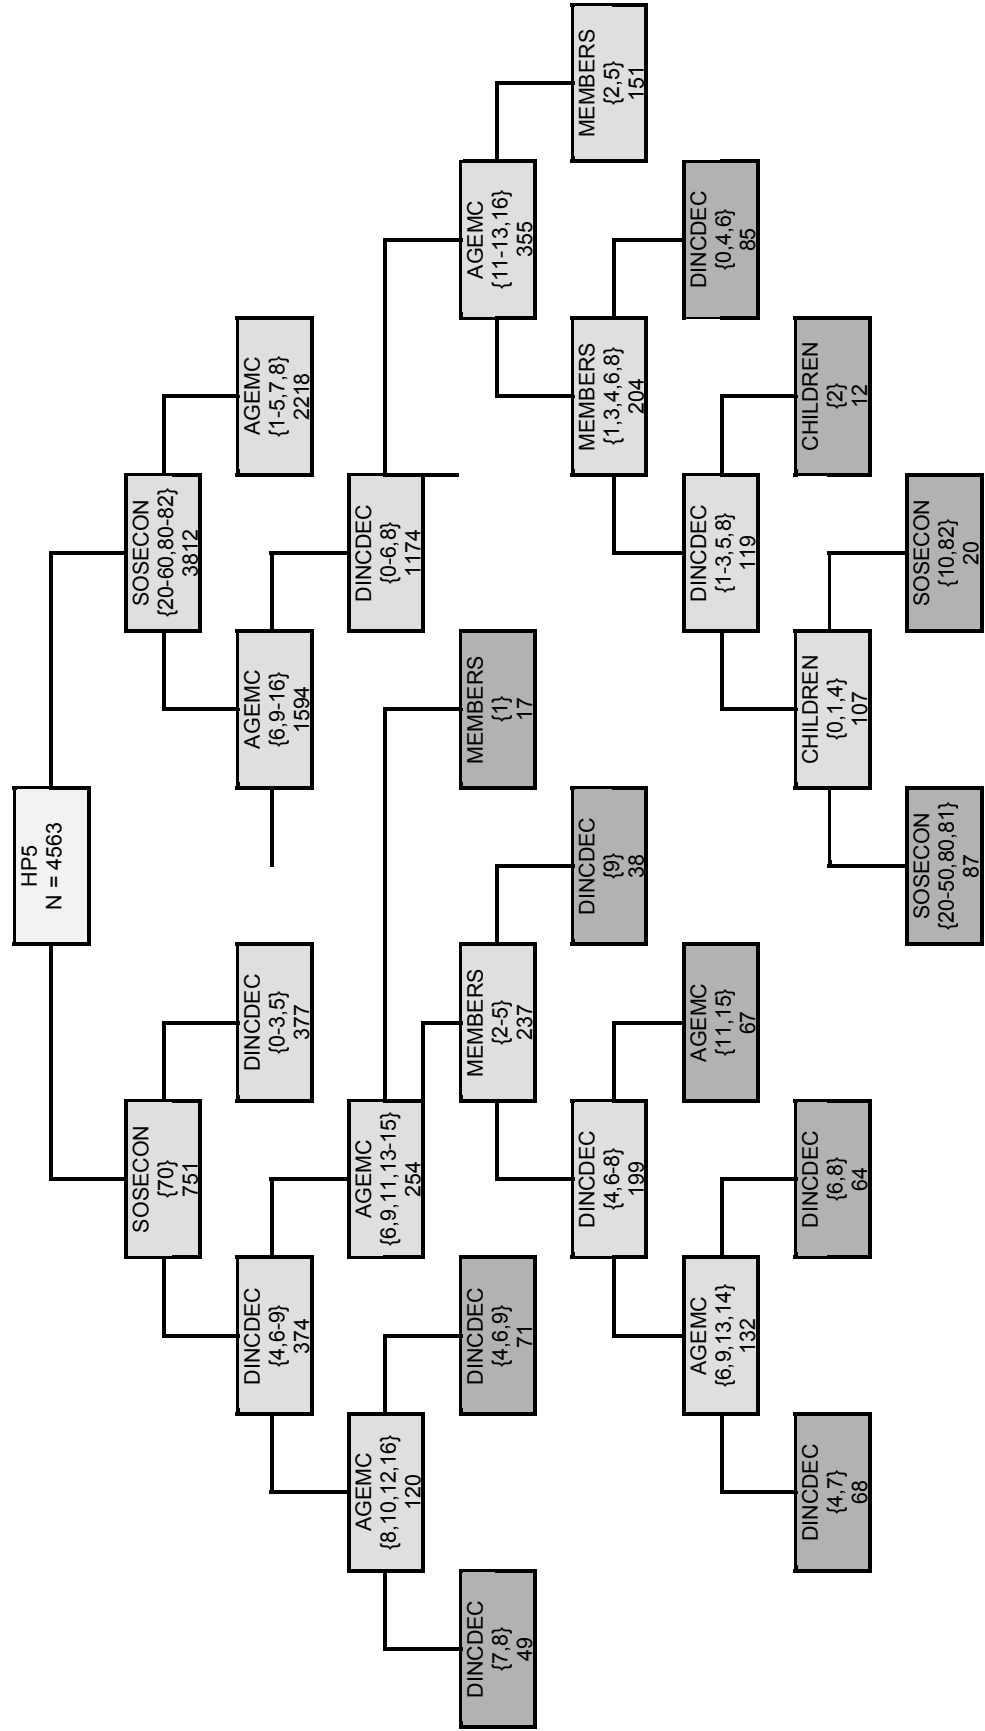 HP5
N = 4563
SOSECON
{70}
751
SOSECON
{20-60,80-82}
3812
DINCDEC
{4,6-9}
374
DINCDEC
{0-3,5}
377
AGEMC
{6,9-16}
1594
AGEMC
{1-5,7,8}
2218
AGEMC
{8,10,12,16}
120
AGEMC
{6,9,11,13-15}
254
DINCDEC
{0-6,8}
1174
DINCDEC
{7,8}
49
DINCDEC
{4,6,9}
71
MEMBERS
{2-5}
237
MEMBERS
{1}
17
AGEMC
{11-13,16}
355
DINCDEC
{4,6-8}
199
DINCDEC
{9}
38
MEMBERS
{1,3,4,6,8}
204
MEMBERS
{2,5}
151
AGEMC
{6,9,13,14}
132
AGEMC
{11,15}
67
DINCDEC
{1-3,5,8}
119
DINCDEC
{0,4,6}
85
DINCDEC
{4,7}
68
DINCDEC
{6,8}
64
CHILDREN
{0,1,4}
107
CHILDREN
{2}
12
SOSECON
{20-50,80,81}
87
SOSECON
{10,82}
20